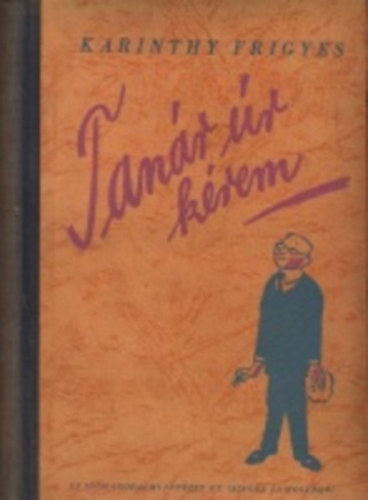 KARINTHY FRIGYES
Tanár úr
kérem